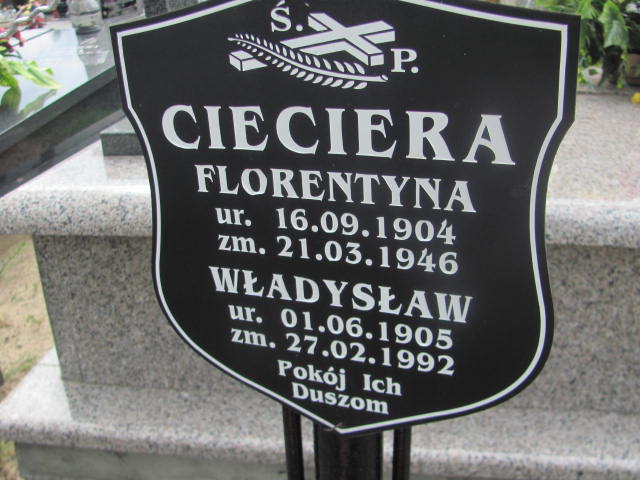 Ś. P.
CIECIERA
FLORENTYNA
ur. 16.09.1904
zm. 21.03.1946
WŁADYSŁAW
ur. 01.06.1905
zm. 27.02.1992
Pokój Ich
Duszom